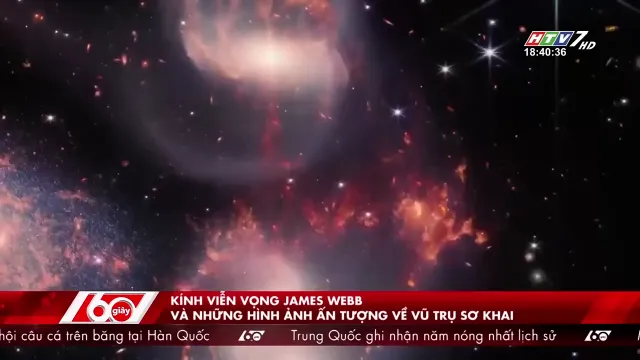 HTV7 HD
18:40:36
60 giây
KÍNH VIỄN VỌNG JAMES WEBB
VÀ NHỮNG HÌNH ẢNH ẤN TƯỢNG VỀ VŨ TRỤ SƠ KHAI
hội câu cá trên băng tại Hàn Quốc 60s Trung Quốc ghi nhận năm nóng nhất lịch sử 60s